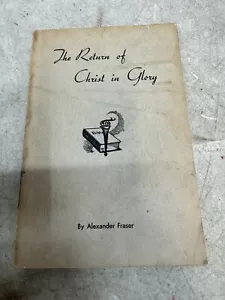 The Return of
Christ in Glory
By Alexander Fraser